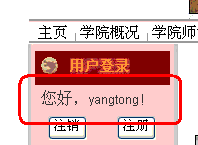 主页 学院概况 学院师
用户登录
您好，yangtong!
注销 注册